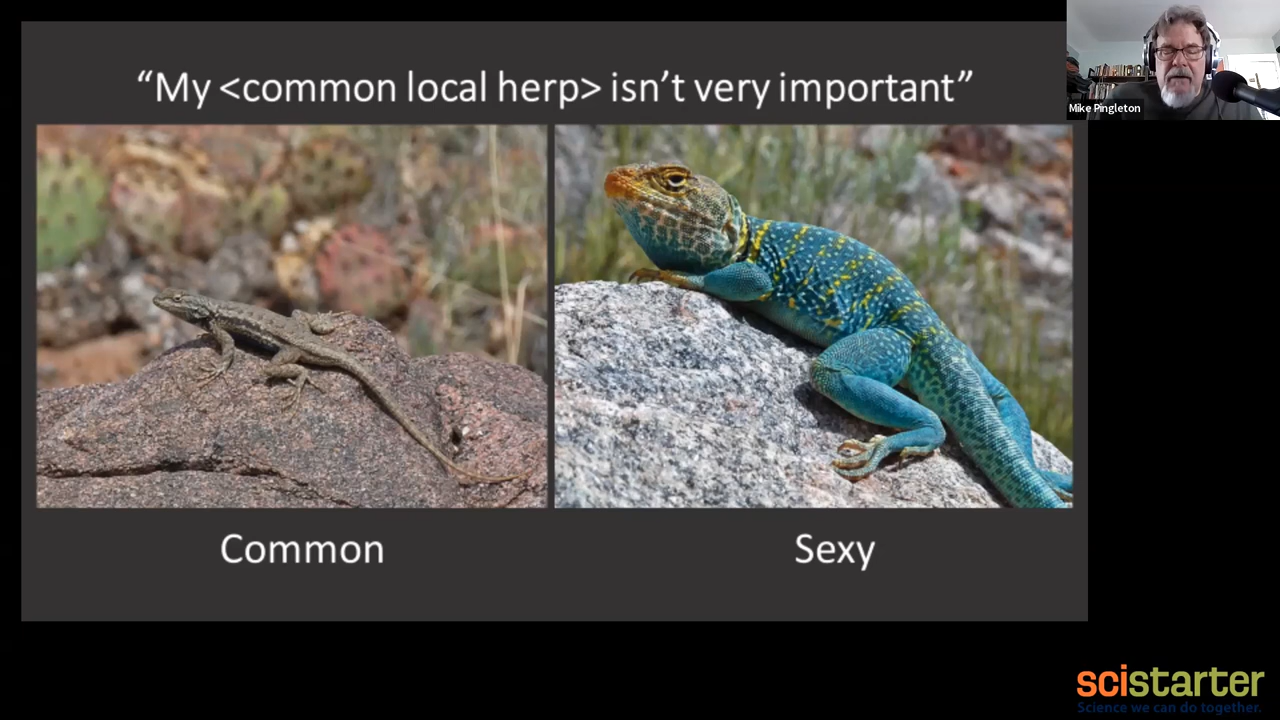 “My <common local herp> isn’t very important”
Mike Pingleton
Common
Sexy
scistarter
Science we can do together.